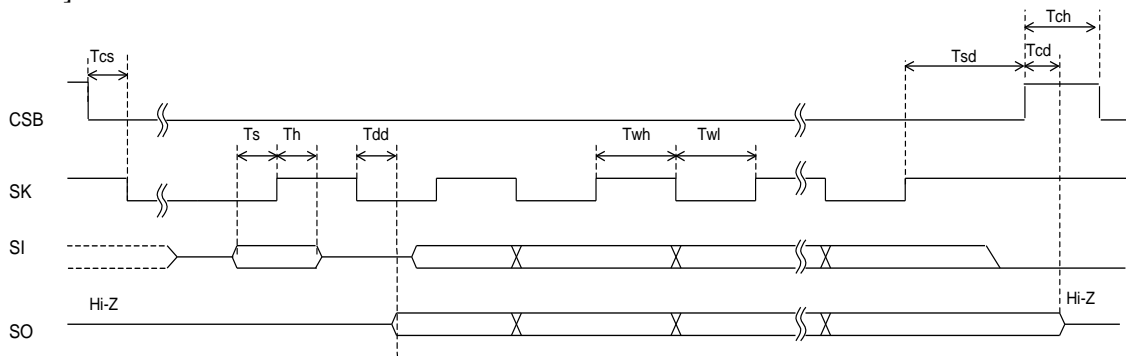 ]
Tch
Tcs
Tsd
Tcd
CSB
Ts
Th
Tdd
Twh
Twl
SK
SI
Hi-Z
Hi-Z
SO